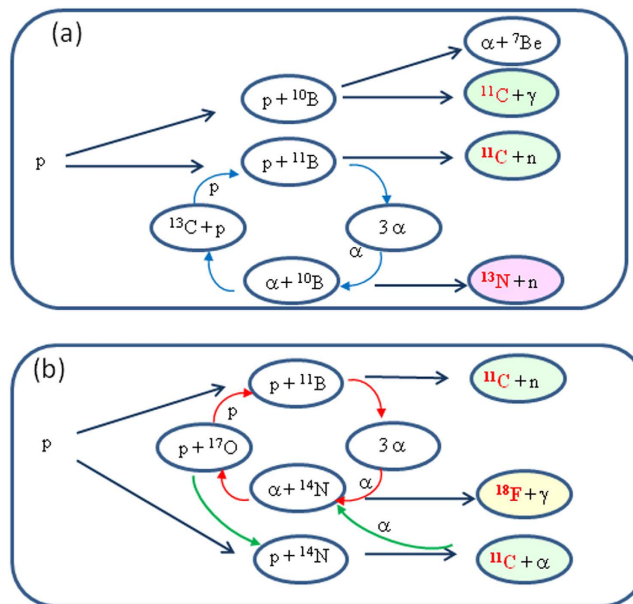 (a)
α + ⁷Be
p + ¹⁰B
¹¹C + γ
p
p + ¹¹B
¹¹C + n
p
¹³C + p
3 α
α
α + ¹⁰B
¹³N + n
(b)
p + ¹¹B
¹¹C + n
p
p
p + ¹⁷O
3 α
α
α + ¹⁴N
¹⁸F + γ
α
p + ¹⁴N
¹¹C + α